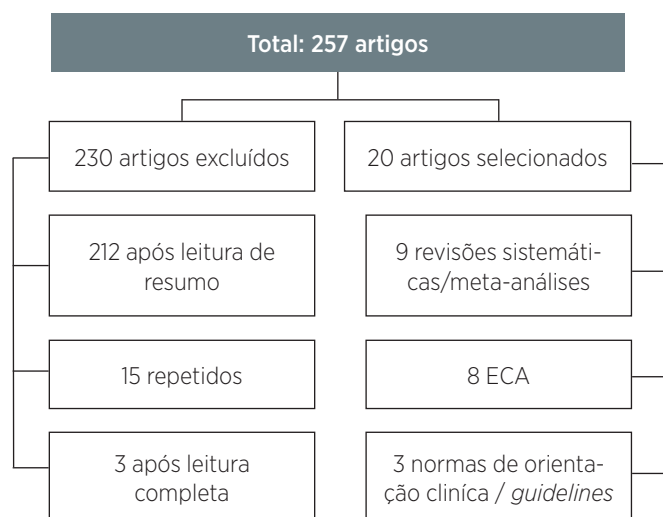 Total: 257 artigos
230 artigos excluídos
20 artigos selecionados
212 após leitura de
resumo
9 revisões sistemáti-
cas/meta-análises
15 repetidos
8 ECA
3 após leitura
completa
3 normas de orienta-
ção cliníca / guidelines